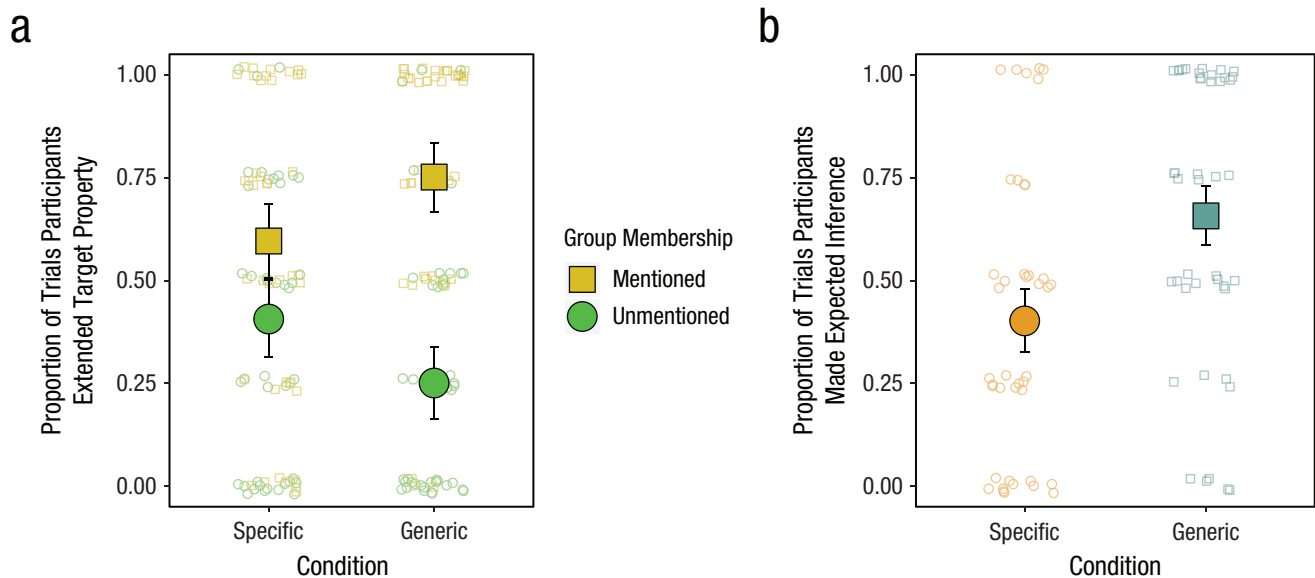 a
Proportion of Trials Participants
Extended Target Property
1.00
0.75
0.50
0.25
0.00
Specific
Generic
Condition
Group Membership
Mentioned
Unmentioned
b
Proportion of Trials Participants
Made Expected Inference
1.00
0.75
0.50
0.25
0.00
Specific
Generic
Condition